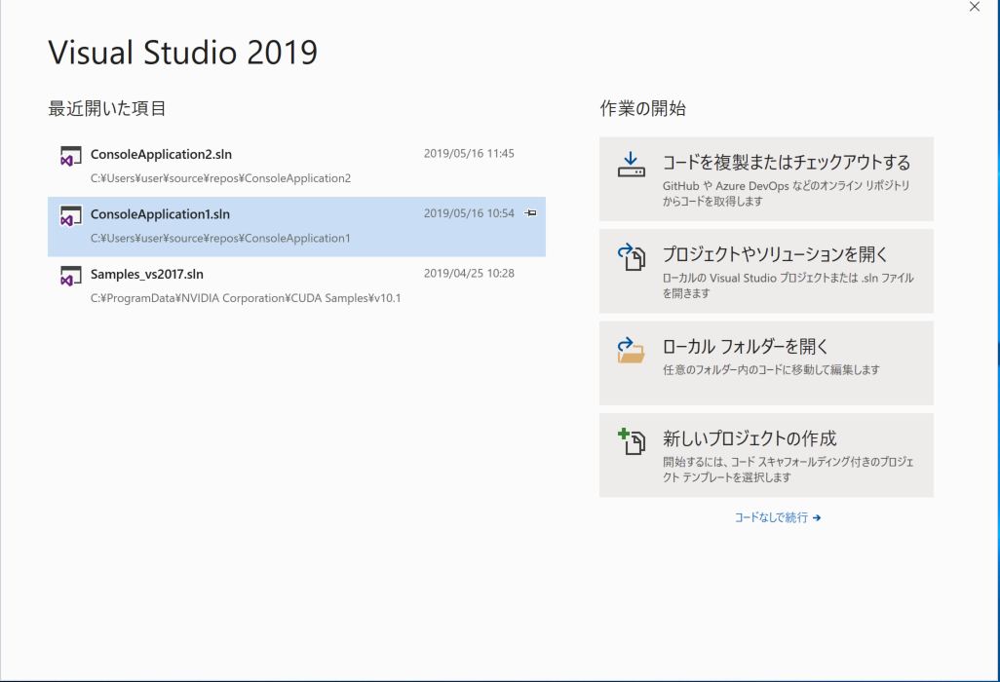 Visual Studio 2019
最近開いた項目
ConsoleApplication2.sln 2019/05/16 11:45
C:¥Users¥user¥source¥repos¥ConsoleApplication2
ConsoleApplication1.sln 2019/05/16 10:54
C:¥Users¥user¥source¥repos¥ConsoleApplication1
Samples_vs2017.sln 2019/04/25 10:28
C:¥ProgramData¥NVIDIA Corporation¥CUDA Samples¥v10.1
作業の開始
コードを複製またはチェックアウトする
GitHub や Azure DevOps などのオンライン リポジトリ
からコードを取得します
プロジェクトやソリューションを開く
ローカルの Visual Studio プロジェクトまたは .sln ファイル
を開きます
ローカル フォルダーを開く
任意のフォルダー内のコードに移動して編集します
新しいプロジェクトの作成
開始するには、コード スキャフォールディング付きのプロジェ
クト テンプレートを選択します
コードなしで続行 →